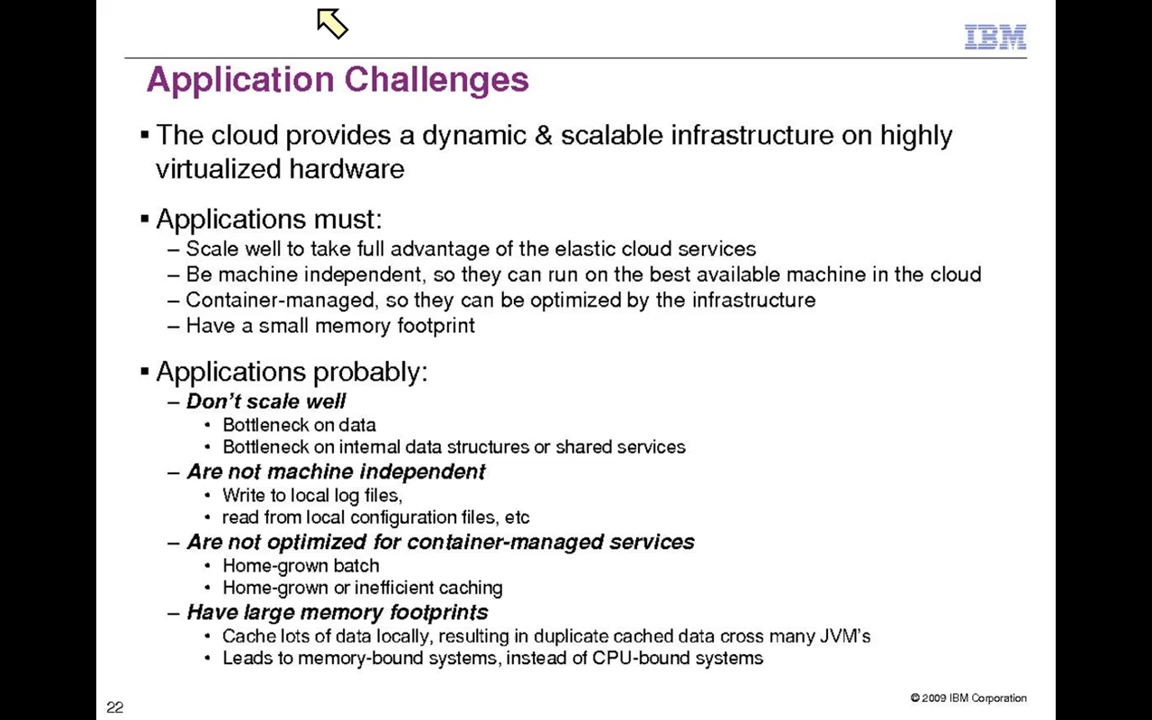 IBM
Application Challenges
▪ The cloud provides a dynamic & scalable infrastructure on highly
virtualized hardware
▪ Applications must:
– Scale well to take full advantage of the elastic cloud services
– Be machine independent, so they can run on the best available machine in the cloud
– Container-managed, so they can be optimized by the infrastructure
– Have a small memory footprint
▪ Applications probably:
– Don't scale well
• Bottleneck on data
• Bottleneck on internal data structures or shared services
– Are not machine independent
• Write to local log files,
• read from local configuration files, etc
– Are not optimized for container-managed services
• Home-grown batch
• Home-grown or inefficient caching
– Have large memory footprints
• Cache lots of data locally, resulting in duplicate cached data cross many JVM's
• Leads to memory-bound systems, instead of CPU-bound systems
22
© 2009 IBM Corporation